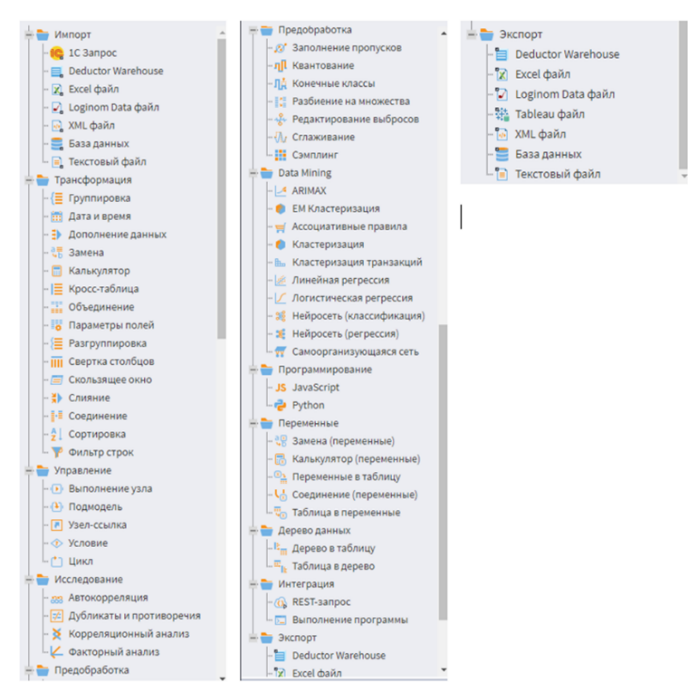 Импорт
1C Запрос
Deductor Warehouse
Excel файл
Loginom Data файл
XML файл
База данных
Текстовый файл
Трансформация
Группировка
Дата и время
Дополнение данных
Замена
Калькулятор
Кросс-таблица
Объединение
Параметры полей
Разгруппировка
Свертка столбцов
Скользящее окно
Слияние
Соединение
Сортировка
Фильтр строк
Управление
Выполнение узла
Подмодель
Узел-ссылка
Условие
Цикл
Исследование
Автокорреляция
Дубликаты и противоречия
Корреляционный анализ
Факторный анализ
Предобработка
Предобработка
Заполнение пропусков
Квантование
Конечные классы
Разбиение на множества
Редактирование выбросов
Сглаживание
Сэмплинг
Data Mining
ARIMAX
EM Кластеризация
Ассоциативные правила
Кластеризация
Кластеризация транзакций
Линейная регрессия
Логистическая регрессия
Нейросеть (классификация)
Нейросеть (регрессия)
Самоорганизующаяся сеть
Программирование
JS JavaScript
Python
Переменные
Замена (переменные)
Калькулятор (переменные)
Переменные в таблицу
Соединение (переменные)
Таблица в переменные
Дерево данных
Дерево в таблицу
Таблица в дерево
Интеграция
REST-запрос
Выполнение программы
Экспорт
Deductor Warehouse
Excel файл
Экспорт
Deductor Warehouse
Excel файл
Loginom Data файл
Tableau файл
XML файл
База данных
Текстовый файл